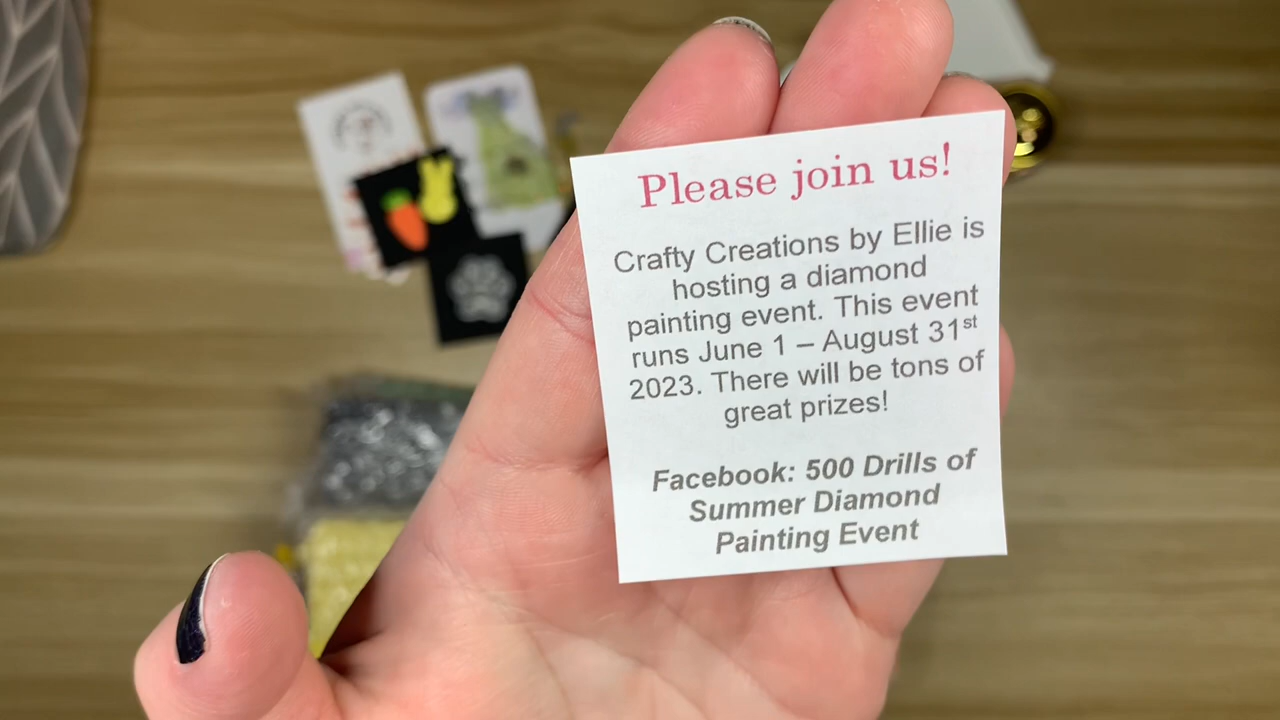 Please join us!
Crafty Creations by Ellie is
hosting a diamond
painting event. This event
runs June 1 – August 31st
2023. There will be tons of
great prizes!
Facebook: 500 Drills of
Summer Diamond
Painting Event